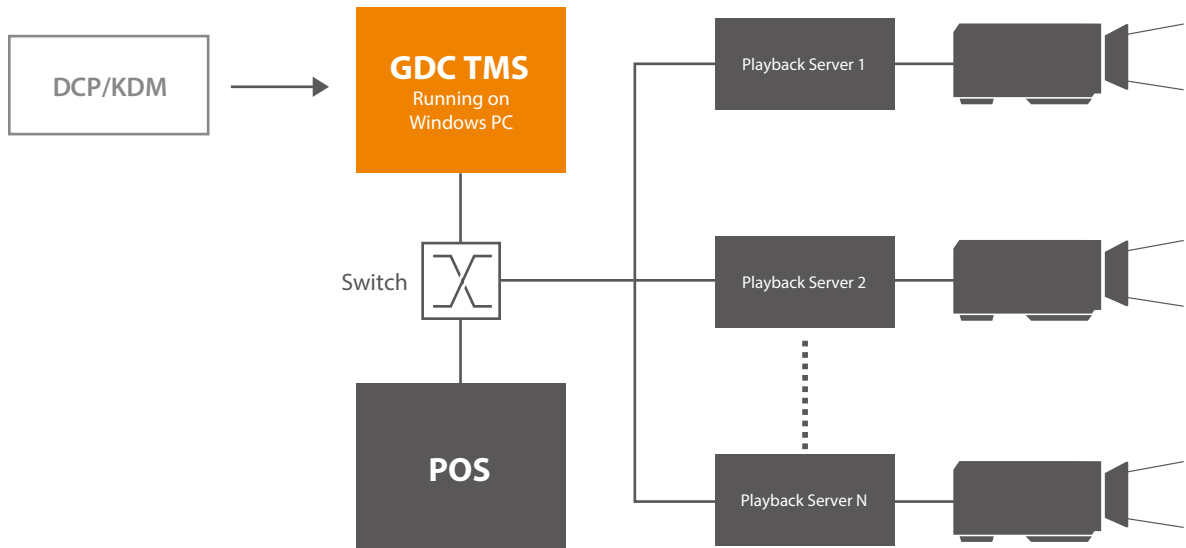 DCP/KDM
GDC TMS
Running on
Windows PC
Switch
POS
Playback Server 1
Playback Server 2
Playback Server N